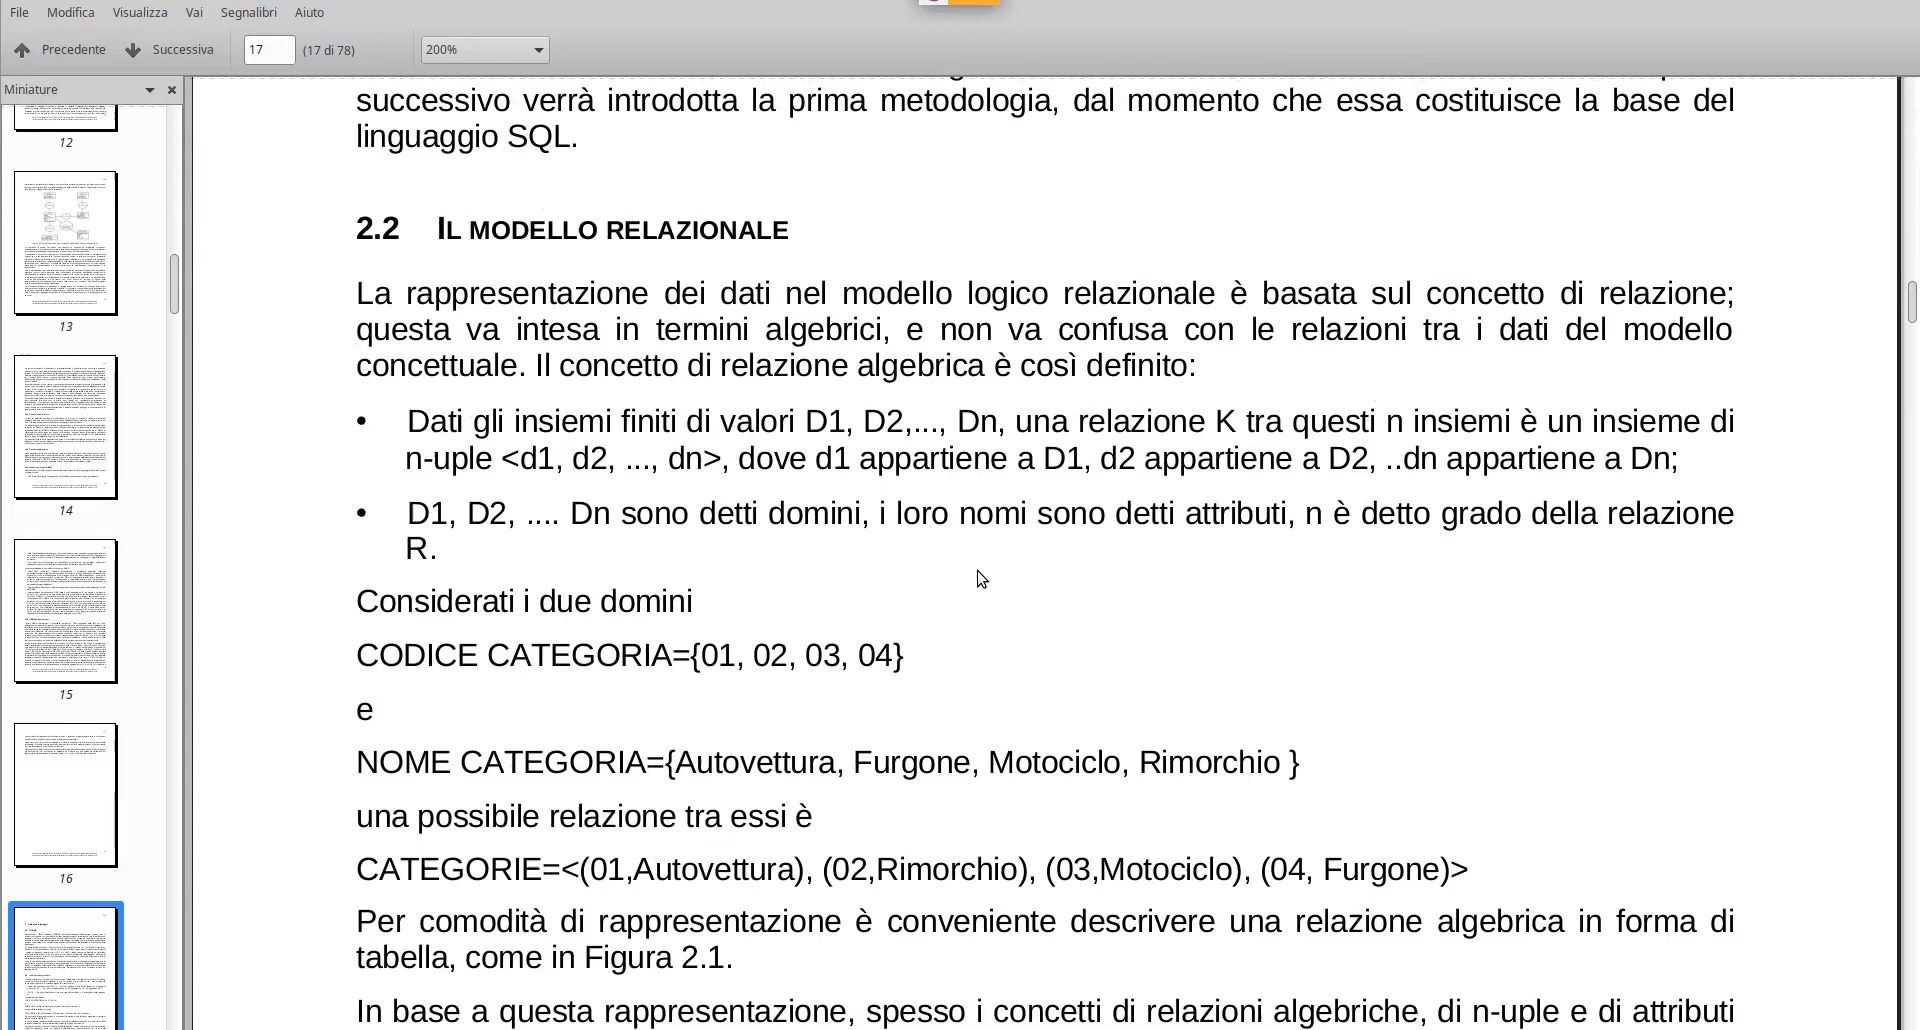 File Modifica Visualizza Vai Segnalibri Aiuto
Precedente Successiva 17 (17 di 78) 200%
Miniature
12
13
14
15
16
successivo verrà introdotta la prima metodologia, dal momento che essa costituisce la base del
linguaggio SQL.
2.2 IL MODELLO RELAZIONALE
La rappresentazione dei dati nel modello logico relazionale è basata sul concetto di relazione;
questa va intesa in termini algebrici, e non va confusa con le relazioni tra i dati del modello
concettuale. Il concetto di relazione algebrica è così definito:
• Dati gli insiemi finiti di valori D1, D2,..., Dn, una relazione K tra questi n insiemi è un insieme di
n-uple <d1, d2, ..., dn>, dove d1 appartiene a D1, d2 appartiene a D2, ..dn appartiene a Dn;
• D1, D2, .... Dn sono detti domini, i loro nomi sono detti attributi, n è detto grado della relazione
R.
Considerati i due domini
CODICE CATEGORIA={01, 02, 03, 04}
e
NOME CATEGORIA={Autovettura, Furgone, Motociclo, Rimorchio }
una possibile relazione tra essi è
CATEGORIE=<(01,Autovettura), (02,Rimorchio), (03,Motociclo), (04, Furgone)>
Per comodità di rappresentazione è conveniente descrivere una relazione algebrica in forma di
tabella, come in Figura 2.1.
In base a questa rappresentazione, spesso i concetti di relazioni algebriche, di n-uple e di attributi